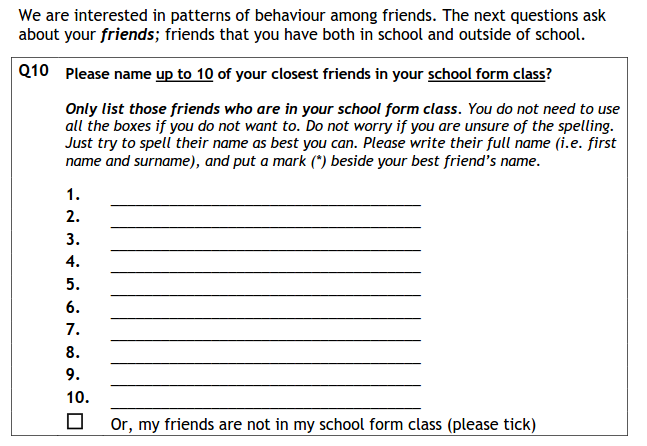 We are interested in patterns of behaviour among friends. The next questions ask
about your friends; friends that you have both in school and outside of school.
Q10 Please name up to 10 of your closest friends in your school form class?
Only list those friends who are in your school form class. You do not need to use
all the boxes if you do not want to. Do not worry if you are unsure of the spelling.
Just try to spell their name as best you can. Please write their full name (i.e. first
name and surname), and put a mark (*) beside your best friend's name.
1.
2.
3.
4.
5.
6.
7.
8.
9.
10.
Or, my friends are not in my school form class (please tick)